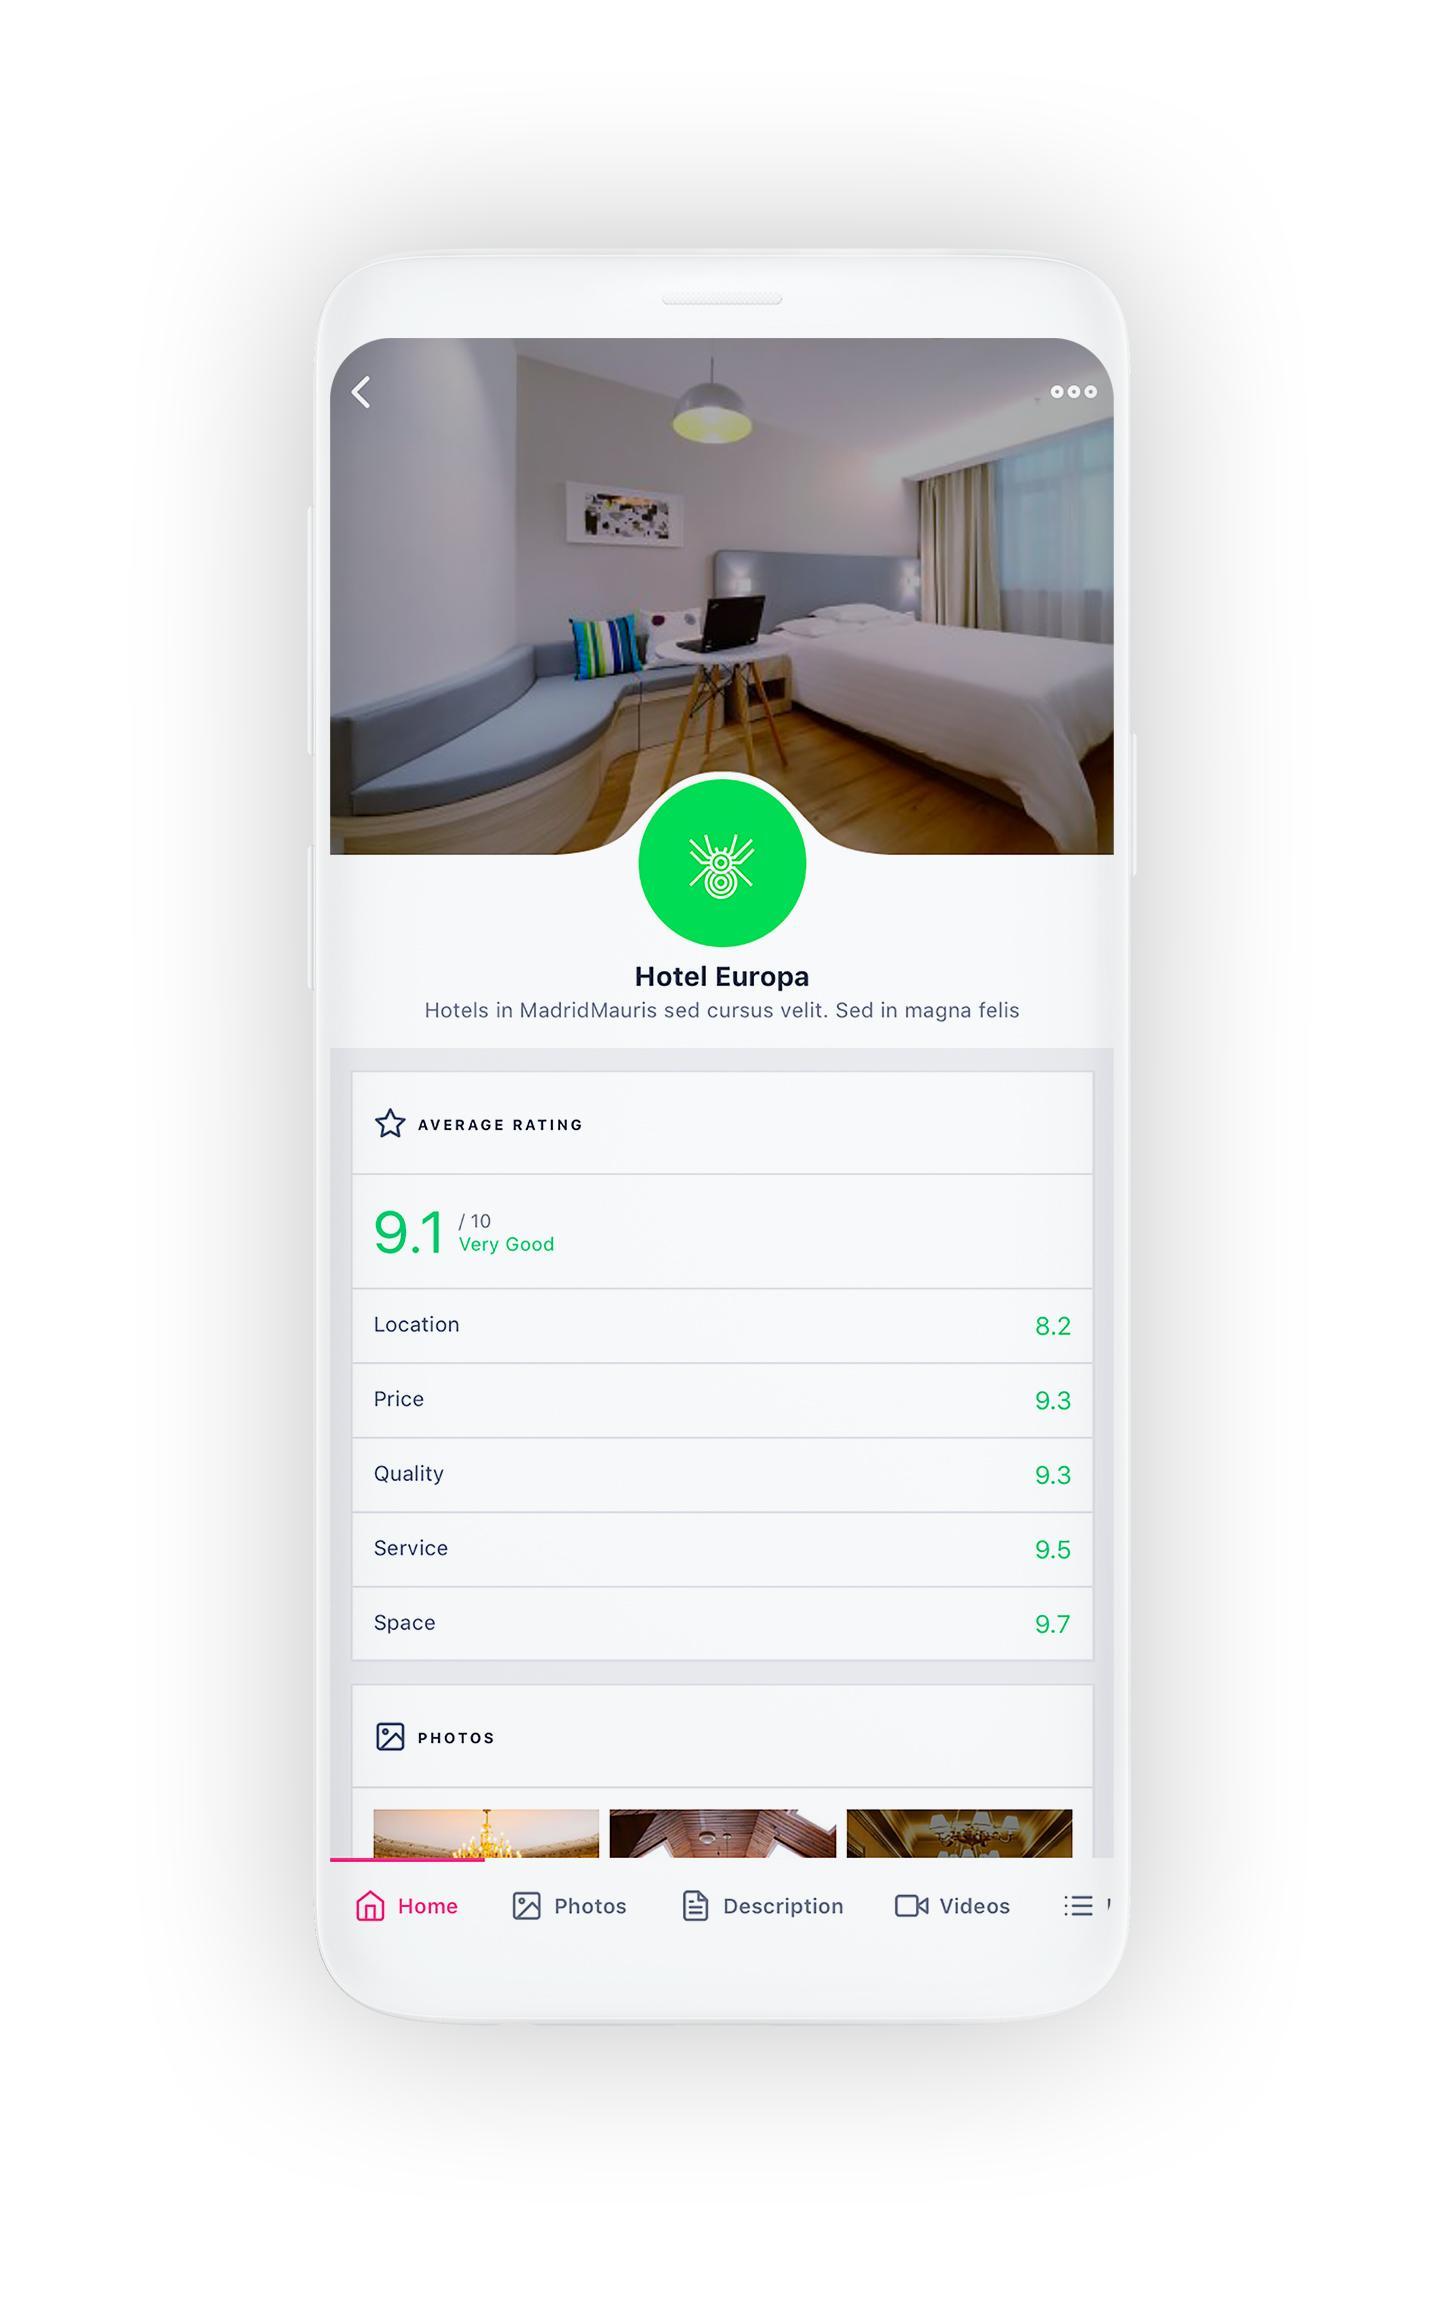 Hotel Europa
Hotels in MadridMauris sed cursus velit. Sed in magna felis
AVERAGE RATING
9.1 / 10
Very Good
Location 8.2
Price 9.3
Quality 9.3
Service 9.5
Space 9.7
PHOTOS
Home Photos Description Videos